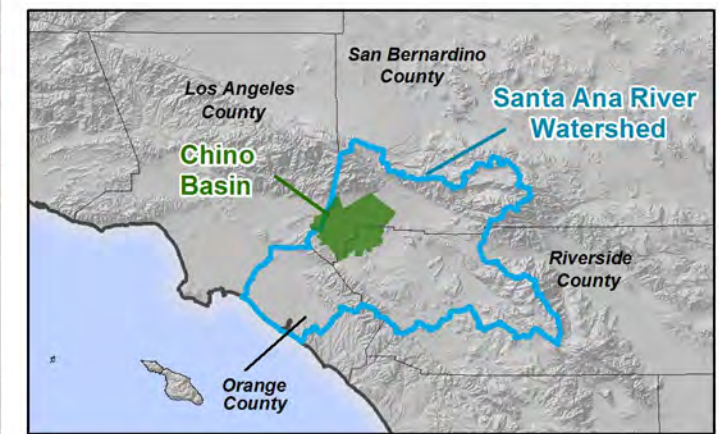 San Bernardino
County
Los Angeles
County
Santa Ana River
Watershed
Chino
Basin
Riverside
County
Orange
County